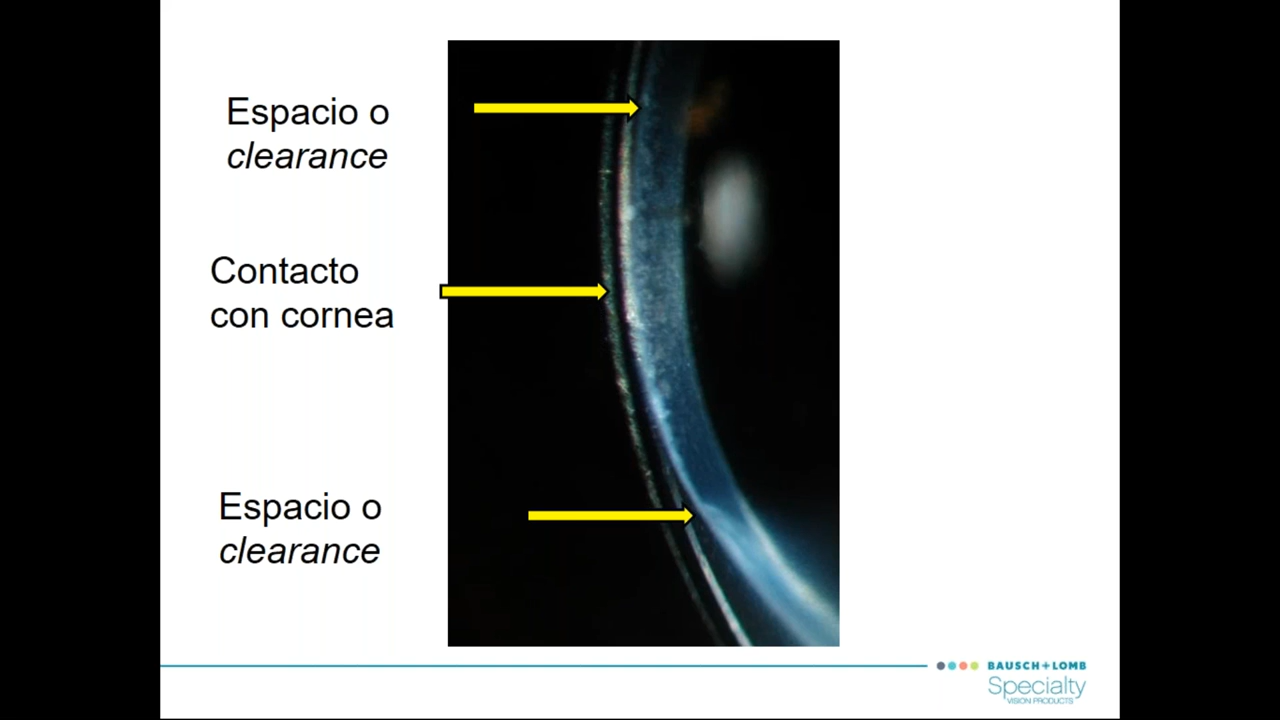 Espacio o
clearance
Contacto
con cornea
Espacio o
clearance
BAUSCH + LOMB
Specialty
VISION PRODUCTS